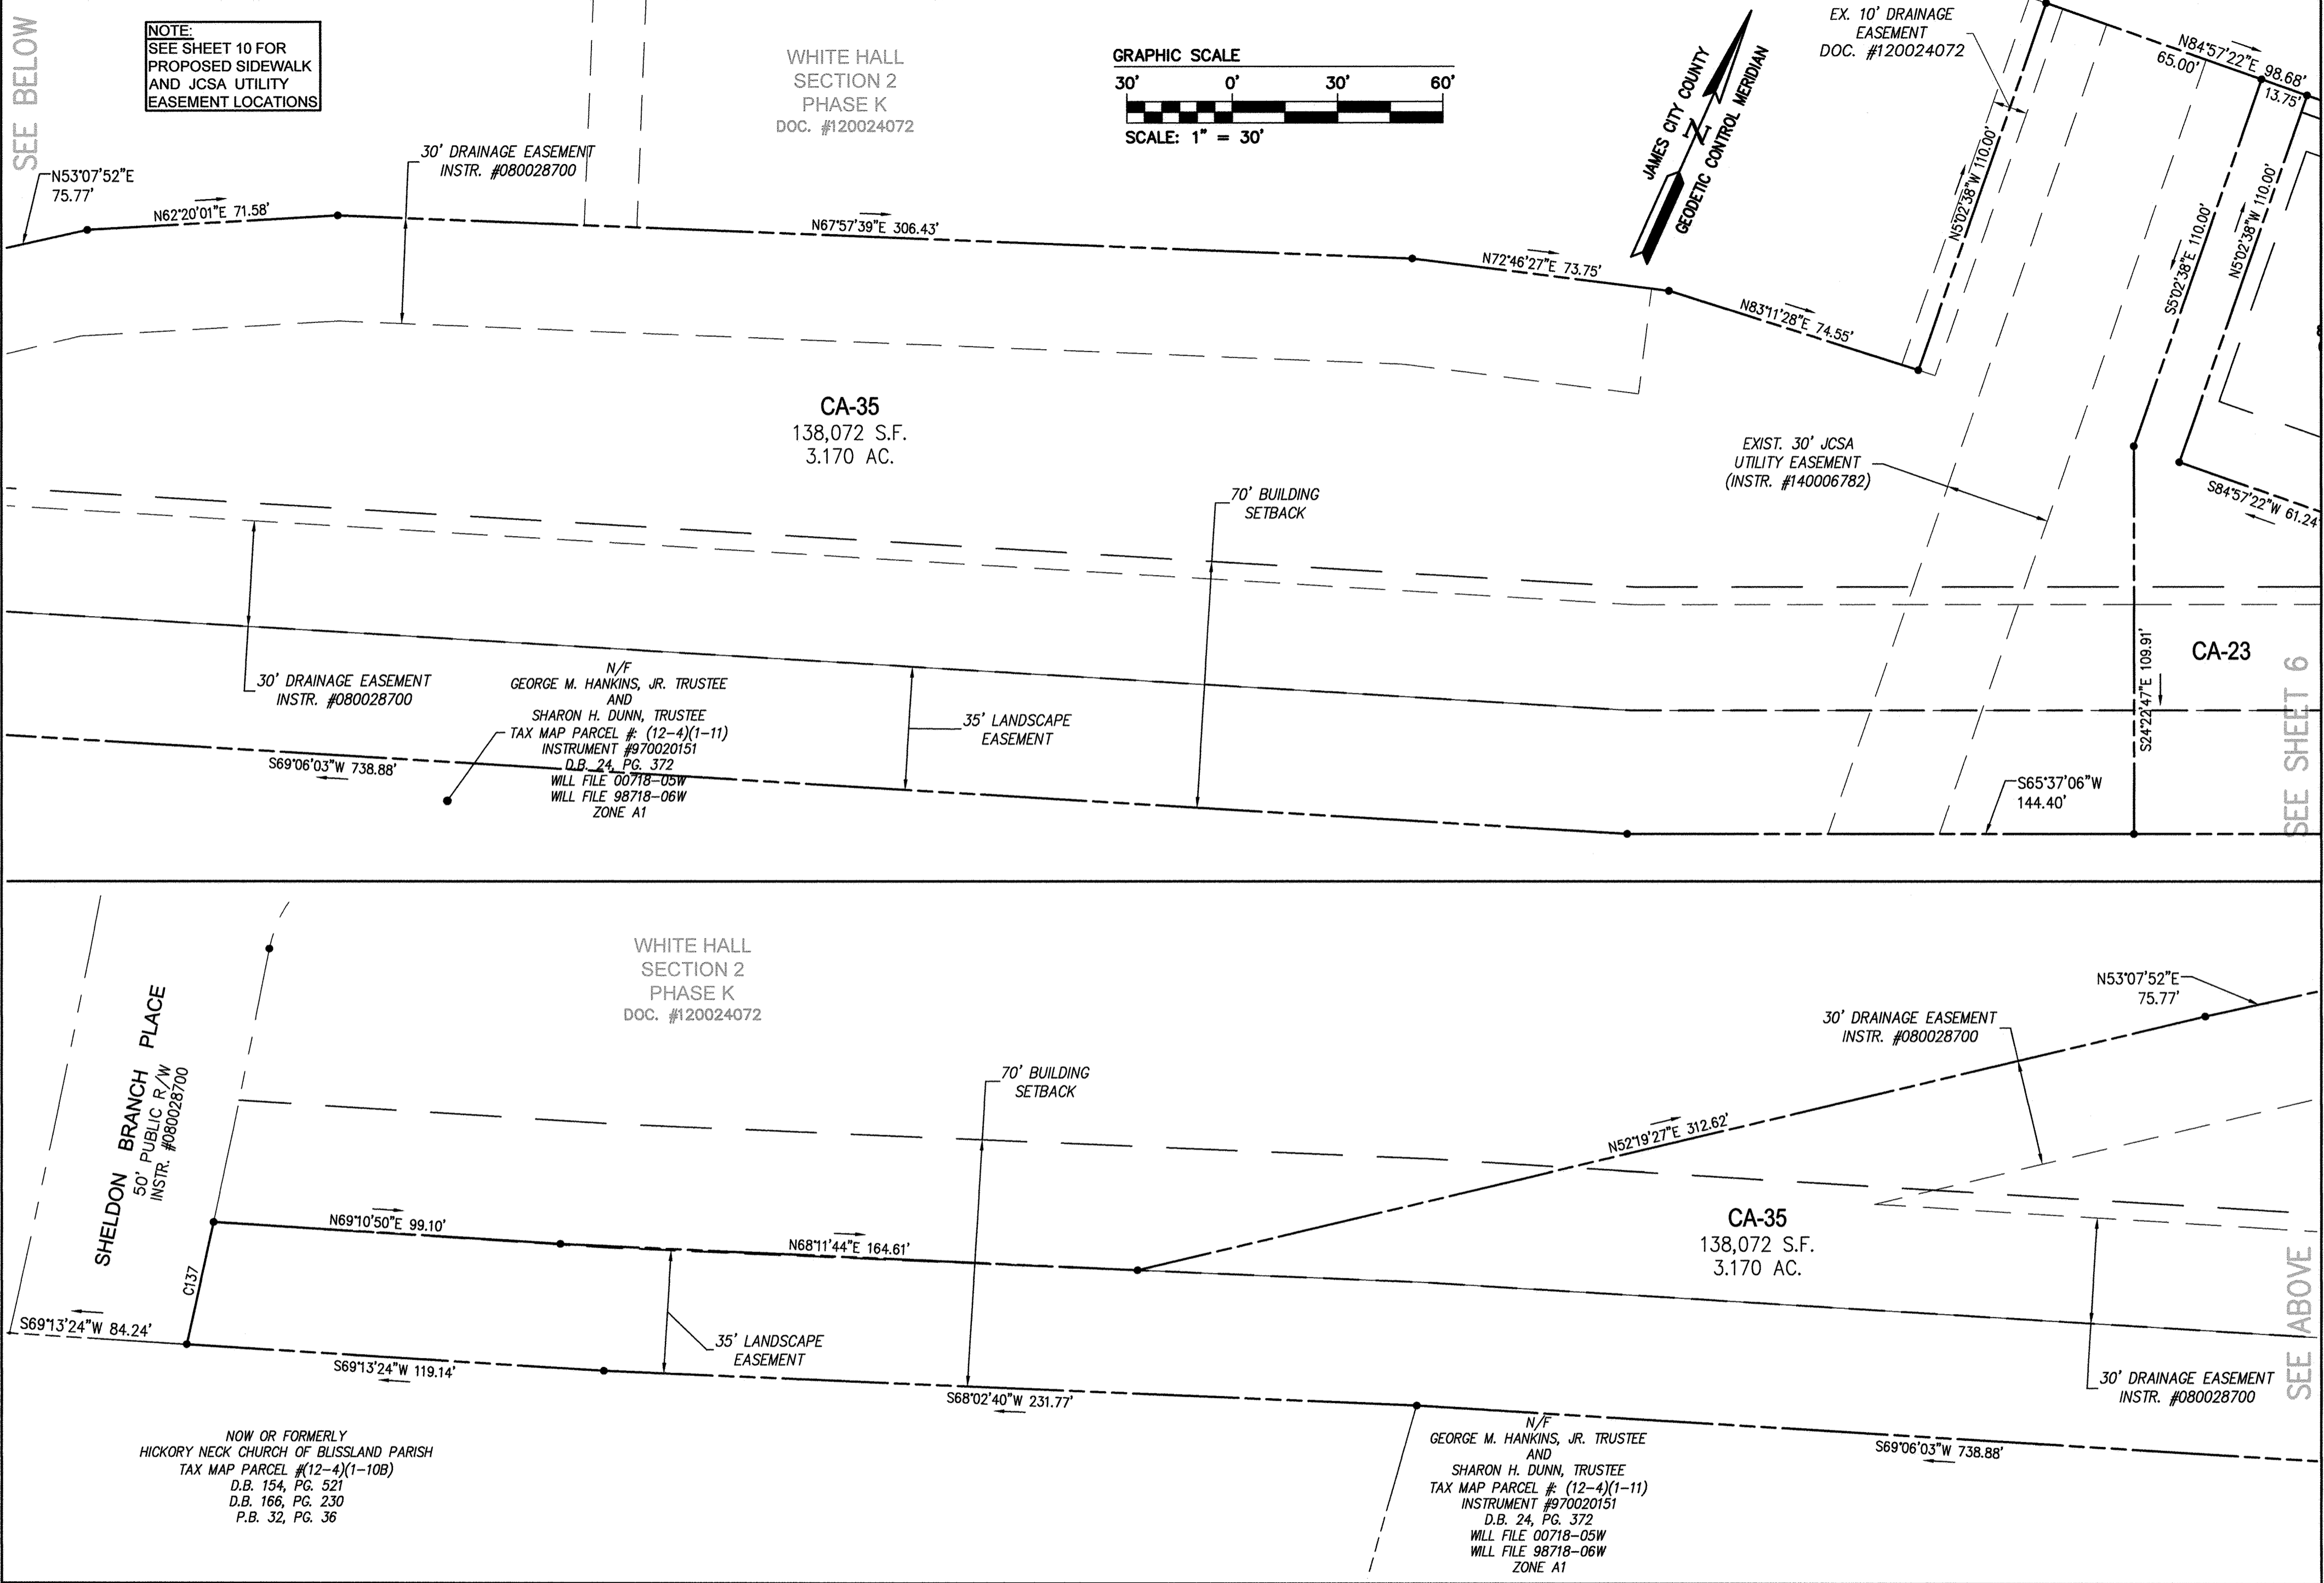 SEE BELOW
NOTE:
SEE SHEET 10 FOR
PROPOSED SIDEWALK
AND JCSA UTILITY
EASEMENT LOCATIONS
WHITE HALL
SECTION 2
PHASE K
DOC. #120024072
GRAPHIC SCALE
30' 0' 30' 60'
SCALE: 1" = 30'
JAMES CITY COUNTY
N
GEODETIC CONTROL MERIDIAN
EX. 10' DRAINAGE
EASEMENT
DOC. #120024072
N84°57'22"E 98.68'
65.00'
13.75'
N5°02'38"W 110.00'
S5°02'38"E 110.00'
N5°02'38"W 110.00'
S84°57'22"W 61.24'
N53°07'52"E
75.77'
N62°20'01"E 71.58'
30' DRAINAGE EASEMENT
INSTR. #080028700
N67°57'39"E 306.43'
N72°46'27"E 73.75'
N83°11'28"E 74.55'
CA-35
138,072 S.F.
3.170 AC.
EXIST. 30' JCSA
UTILITY EASEMENT
(INSTR. #140006782)
70' BUILDING
SETBACK
30' DRAINAGE EASEMENT
INSTR. #080028700
N/F
GEORGE M. HANKINS, JR. TRUSTEE
AND
SHARON H. DUNN, TRUSTEE
TAX MAP PARCEL #: (12-4)(1-11)
INSTRUMENT #970020151
D.B. 24, PG. 372
WILL FILE 00718-05W
WILL FILE 98718-06W
ZONE A1
35' LANDSCAPE
EASEMENT
S69°06'03"W 738.88'
S24°22'47"E 109.91'
CA-23
S65°37'06"W
144.40'
SEE SHEET 6
WHITE HALL
SECTION 2
PHASE K
DOC. #120024072
SHELDON BRANCH PLACE
50' PUBLIC R/W
INSTR. #080028700
70' BUILDING
SETBACK
N53°07'52"E
75.77'
30' DRAINAGE EASEMENT
INSTR. #080028700
N52°19'27"E 312.62'
N69°10'50"E 99.10'
N68°11'44"E 164.61'
CA-35
138,072 S.F.
3.170 AC.
C137
S69°13'24"W 84.24'
S69°13'24"W 119.14'
35' LANDSCAPE
EASEMENT
S68°02'40"W 231.77'
30' DRAINAGE EASEMENT
INSTR. #080028700
SEE ABOVE
NOW OR FORMERLY
HICKORY NECK CHURCH OF BLISSLAND PARISH
TAX MAP PARCEL #(12-4)(1-10B)
D.B. 154, PG. 521
D.B. 166, PG. 230
P.B. 32, PG. 36
N/F
GEORGE M. HANKINS, JR. TRUSTEE
AND
SHARON H. DUNN, TRUSTEE
TAX MAP PARCEL #: (12-4)(1-11)
INSTRUMENT #970020151
D.B. 24, PG. 372
WILL FILE 00718-05W
WILL FILE 98718-06W
ZONE A1
S69°06'03"W 738.88'